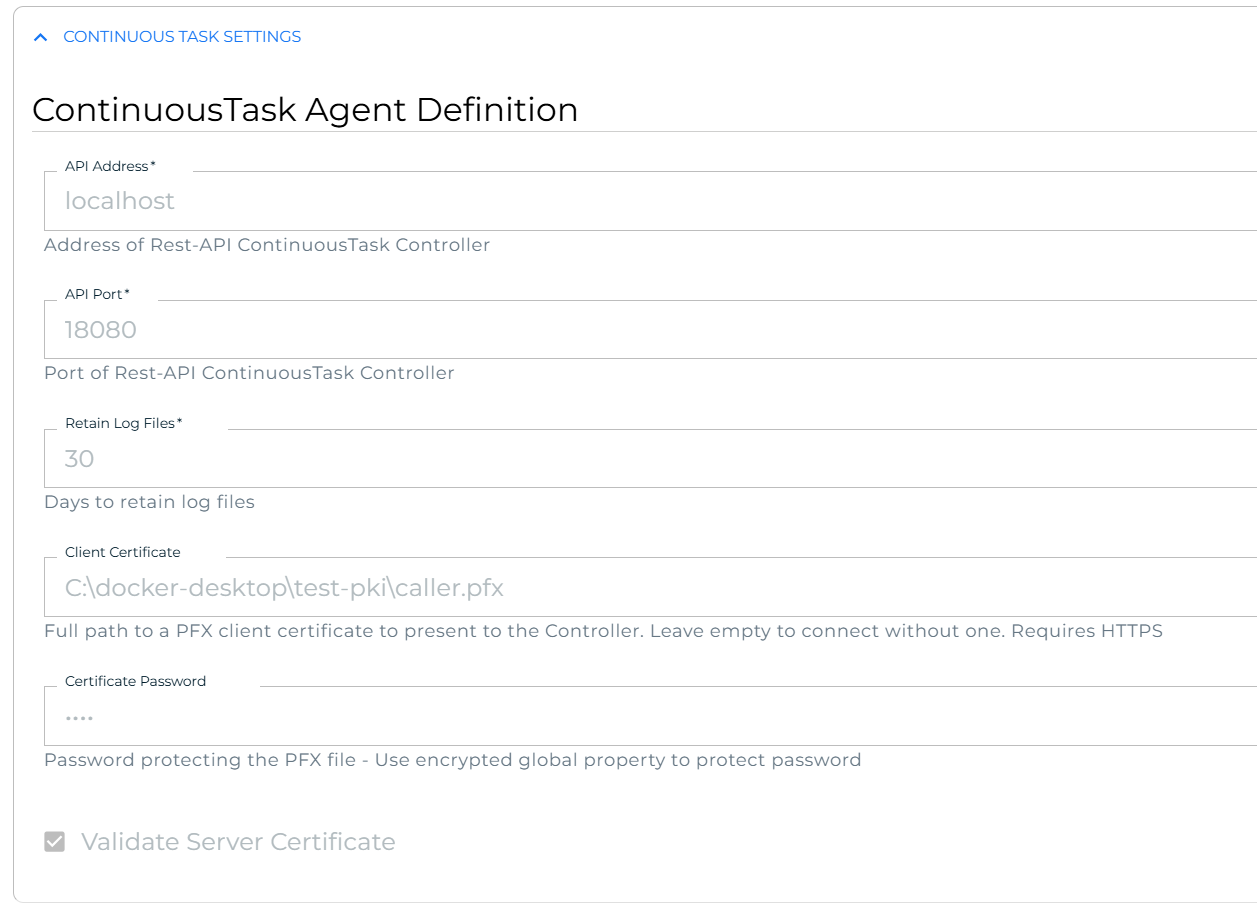 CONTINUOUS TASK SETTINGS
ContinuousTask Agent Definition
API Address*
localhost
Address of Rest-API ContinuousTask Controller
API Port*
18080
Port of Rest-API ContinuousTask Controller
Retain Log Files*
30
Days to retain log files
Client Certificate
C:\docker-desktop\test-pki\caller.pfx
Full path to a PFX client certificate to present to the Controller. Leave empty to connect without one. Requires HTTPS
Certificate Password
····
Password protecting the PFX file - Use encrypted global property to protect password
Validate Server Certificate